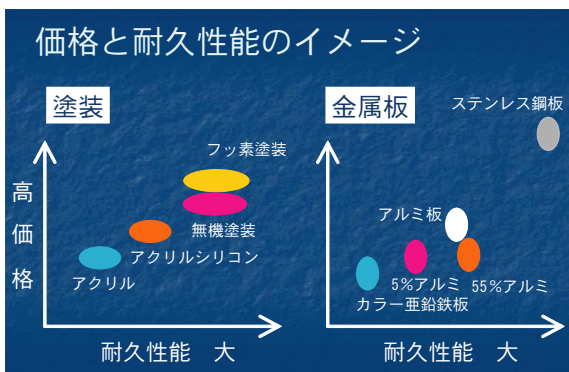 価格と耐久性能のイメージ
塗装
フッ素塗装
無機塗装
アクリルシリコン
アクリル
高価格
耐久性能 大
金属板
ステンレス鋼板
アルミ板
5%アルミ
55%アルミ
カラー亜鉛鉄板
耐久性能 大